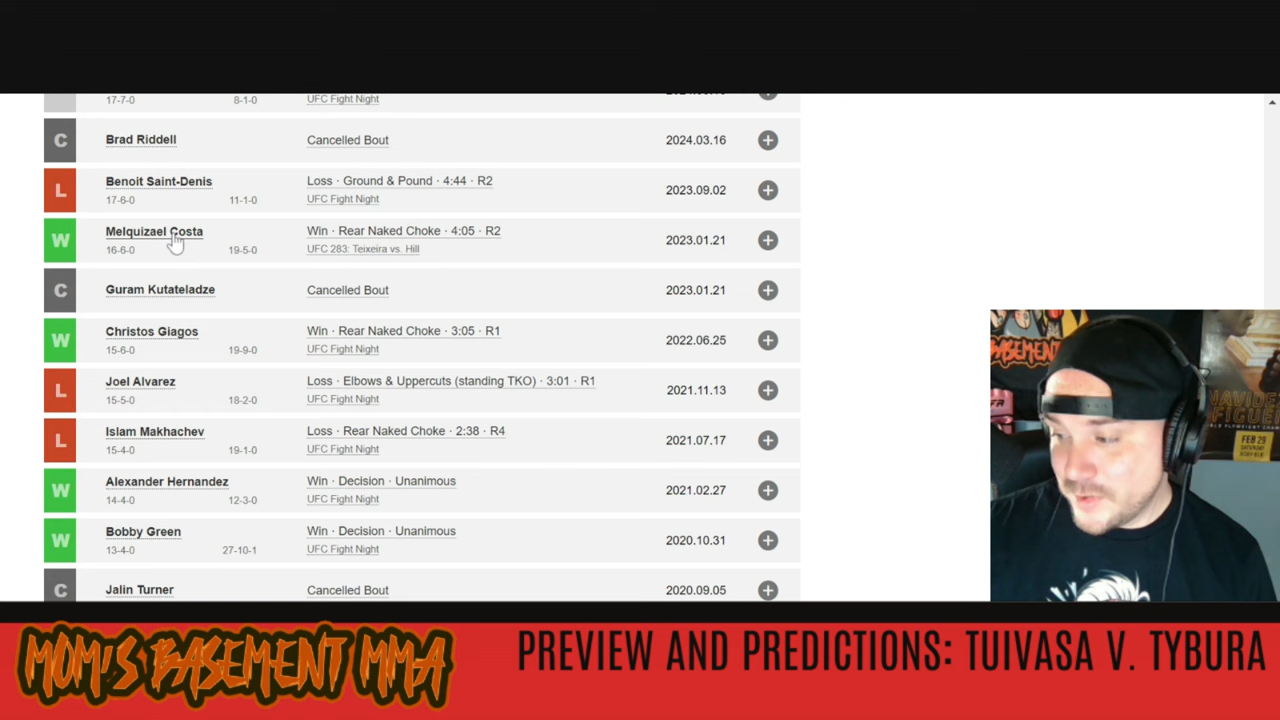 17-7-0 8-1-0 UFC Fight Night
C Brad Riddell Cancelled Bout 2024.03.16
L Benoit Saint-Denis Loss · Ground & Pound · 4:44 · R2 2023.09.02
17-6-0 11-1-0 UFC Fight Night
W Melquizael Costa Win · Rear Naked Choke · 4:05 · R2 2023.01.21
16-6-0 19-5-0 UFC 283: Teixeira vs. Hill
C Guram Kutateladze Cancelled Bout 2023.01.21
W Christos Giagos Win · Rear Naked Choke · 3:05 · R1 2022.06.25
15-6-0 19-9-0 UFC Fight Night
L Joel Alvarez Loss · Elbows & Uppercuts (standing TKO) · 3:01 · R1 2021.11.13
15-5-0 18-2-0 UFC Fight Night
L Islam Makhachev Loss · Rear Naked Choke · 2:38 · R4 2021.07.17
15-4-0 19-1-0 UFC Fight Night
W Alexander Hernandez Win · Decision · Unanimous 2021.02.27
14-4-0 12-3-0 UFC Fight Night
W Bobby Green Win · Decision · Unanimous 2020.10.31
13-4-0 27-10-1 UFC Fight Night
C Jalin Turner Cancelled Bout 2020.09.05
BASEMENT
FEB 29
SATURDAY
MOM'S BASEMENT MMA
PREVIEW AND PREDICTIONS: TUIVASA V. TYBURA